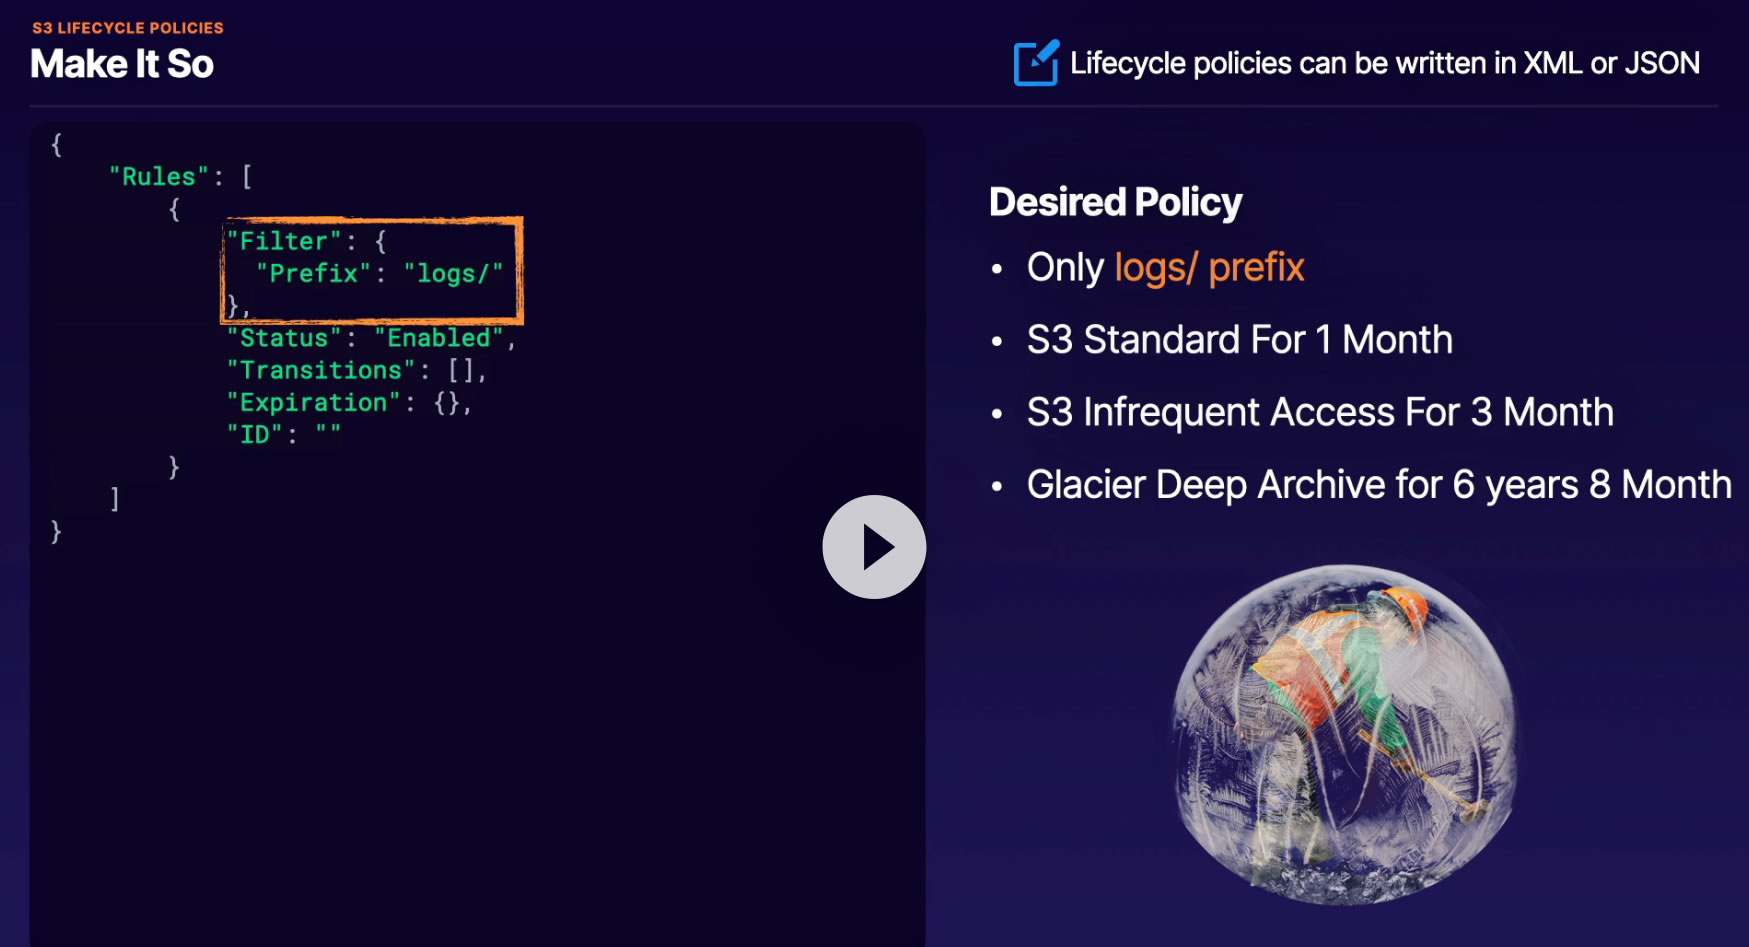 S3 LIFECYCLE POLICIES
Make It So
Lifecycle policies can be written in XML or JSON
{
    "Rules": [
        {
            "Filter": {
              "Prefix": "logs/"
            },
            "Status": "Enabled",
            "Transitions": [],
            "Expiration": {},
            "ID": ""
        }
    ]
}
Desired Policy
• Only logs/ prefix
• S3 Standard For 1 Month
• S3 Infrequent Access For 3 Month
• Glacier Deep Archive for 6 years 8 Month